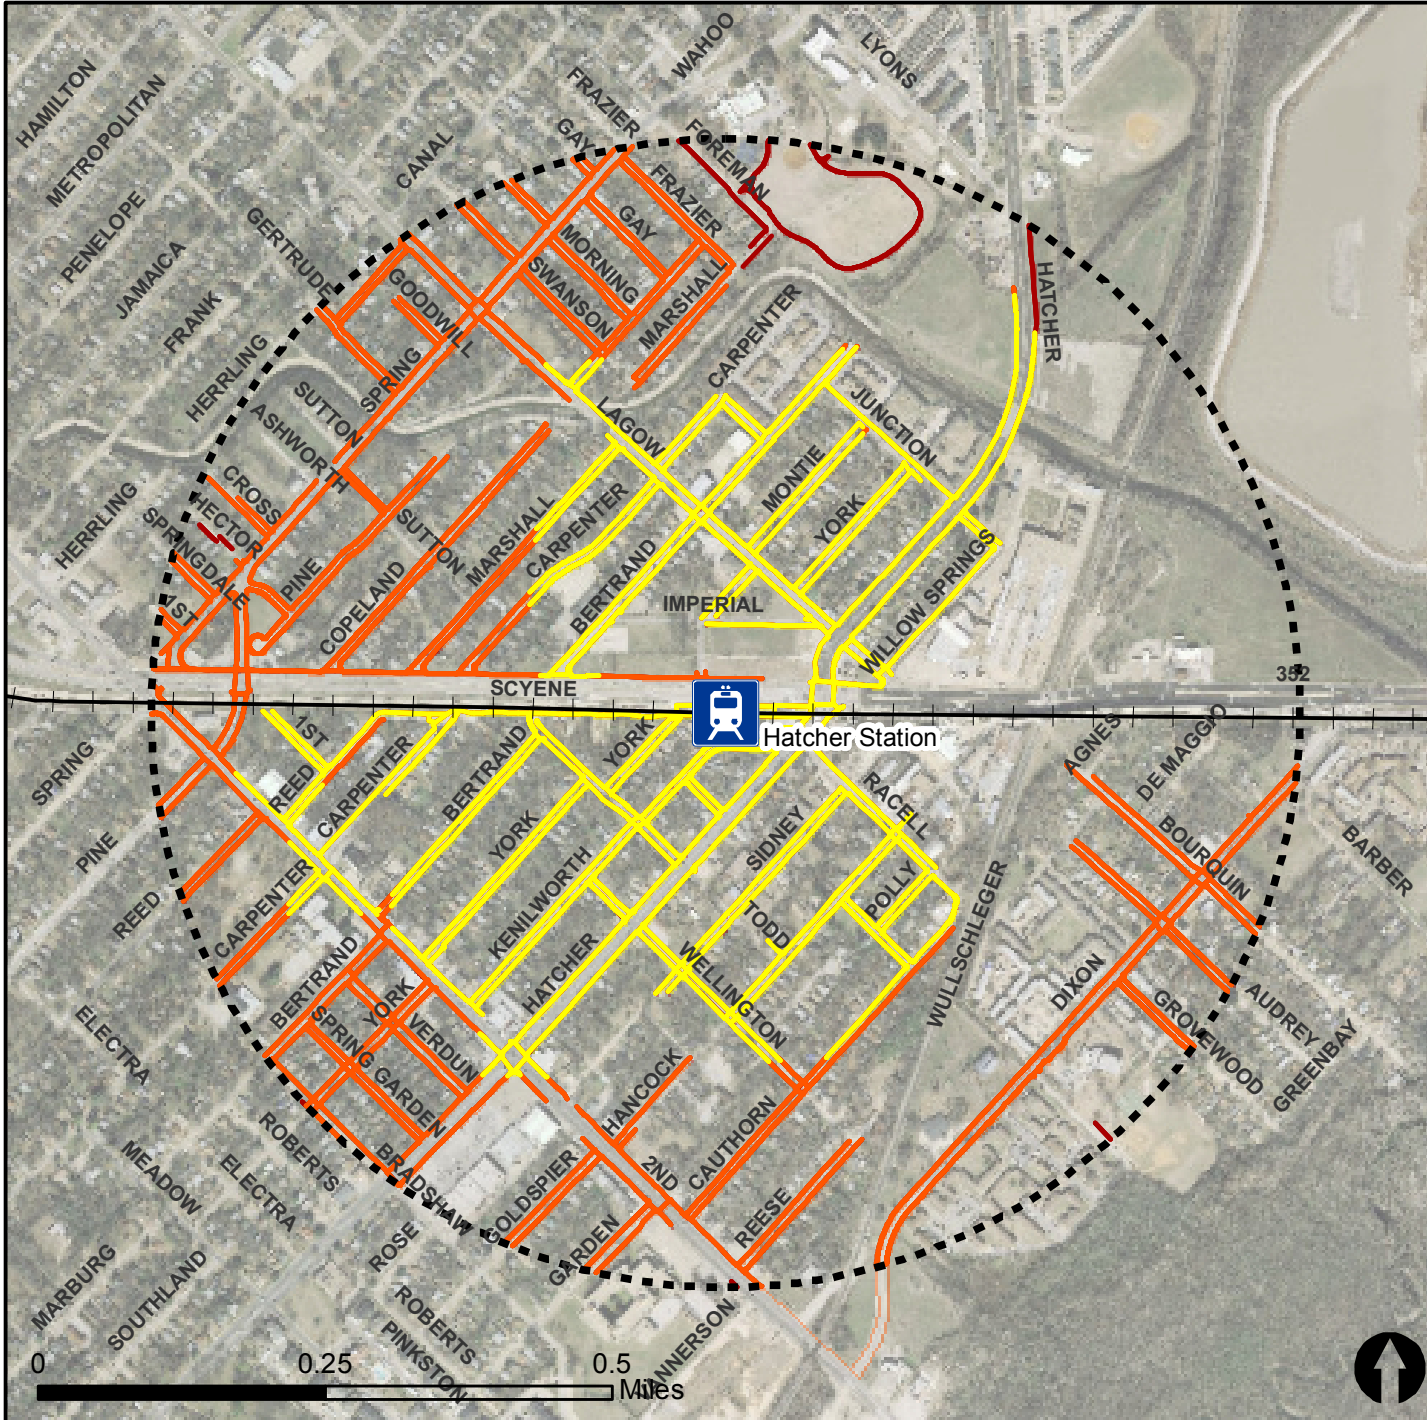 WAHOO
LYONS
HAMILTON
METROPOLITAN
FRAZIER
GAY
CANAL
FOREMAN
PENELOPE
FRAZIER
GERTRUDE
GAY
JAMAICA
MORNING
GOODWILL
SWANSON
MARSHALL
HATCHER
FRANK
CARPENTER
HERRLING
SPRING
SUTTON
JUNCTION
LAGOW
ASHWORTH
MONTIE
CROSS
HECTOR
HERRLING
SPRINGDALE
SUTTON
MARSHALL
CARPENTER
YORK
PINE
BERTRAND
WILLOW SPRINGS
1ST
COPELAND
IMPERIAL
SCYENE
352
Hatcher Station
1ST
YORK
AGNES
DE MAGGIO
SPRING
REED
CARPENTER
BERTRAND
RACELL
PINE
YORK
SIDNEY
BOURQUIN
BARBER
REED
CARPENTER
KENILWORTH
POLLY
TODD
WULLSCHLEGER
BERTRAND
HATCHER
WELLINGTON
DIXON
ELECTRA
YORK
VERDUN
SPRING GARDEN
GROVEWOOD
AUDREY
GREENBAY
HANCOCK
ROBERTS
CAUTHORN
MEADOW
ELECTRA
BRADSHAW
GOLDSPIER
2ND
REESE
ROSE
GARDEN
MARBURG
SOUTHLAND
ROBERTS
PINKSTON
0
0.25
0.5
Miles